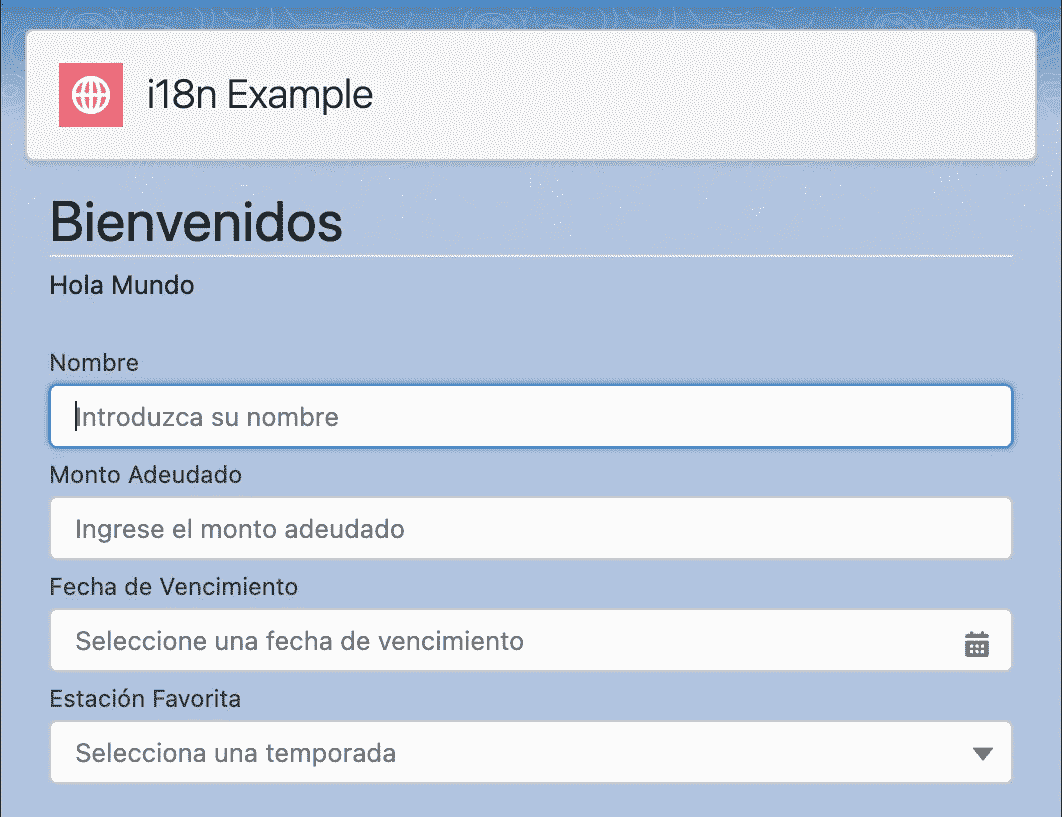 i18n Example
Bienvenidos
Hola Mundo
Nombre
Introduzca su nombre
Monto Adeudado
Ingrese el monto adeudado
Fecha de Vencimiento
Seleccione una fecha de vencimiento
Estación Favorita
Selecciona una temporada